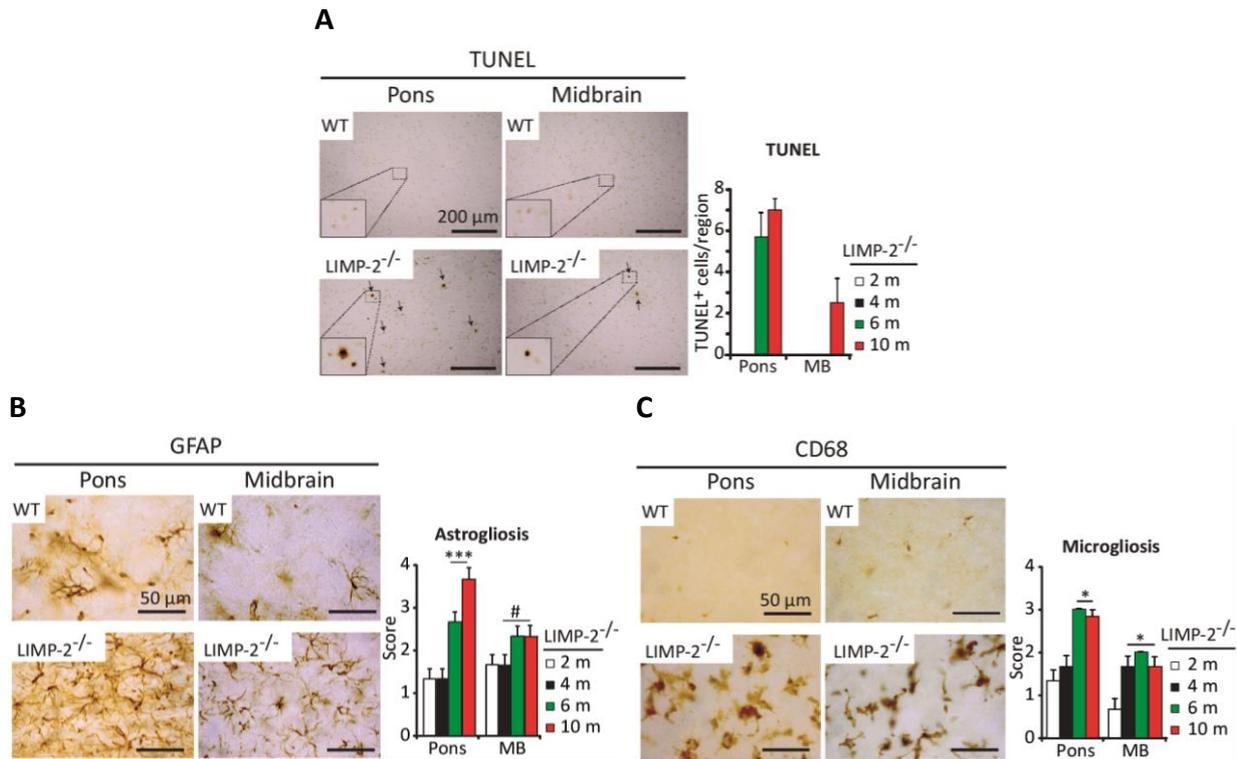 A
TUNEL
Pons Midbrain
WT WT
200 µm
LIMP-2-/- LIMP-2-/-
TUNEL
TUNEL+ cells/region
8
6
4
2
0
Pons MB
LIMP-2-/-
2 m
4 m
6 m
10 m
B
GFAP
Pons Midbrain
WT WT
50 µm
LIMP-2-/- LIMP-2-/-
Astrogliosis
***
#
Score
4
3
2
1
0
Pons MB
LIMP-2-/-
2 m
4 m
6 m
10 m
C
CD68
Pons Midbrain
WT WT
50 µm
LIMP-2-/- LIMP-2-/-
Microgliosis
*
*
Score
4
3
2
1
0
Pons MB
LIMP-2-/-
2 m
4 m
6 m
10 m